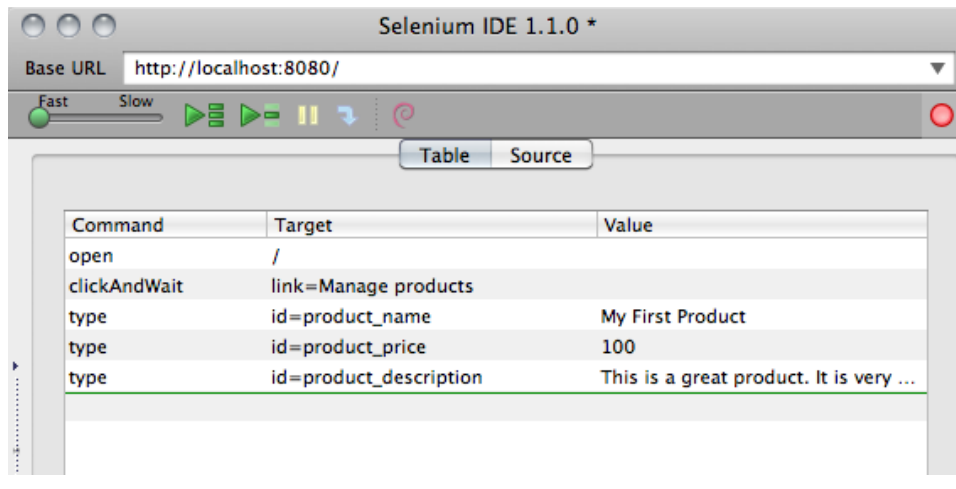 Selenium IDE 1.1.0 *
Base URL http://localhost:8080/
Fast Slow
Table Source
Command Target Value
open /
clickAndWait link=Manage products
type id=product_name My First Product
type id=product_price 100
type id=product_description This is a great product. It is very ...